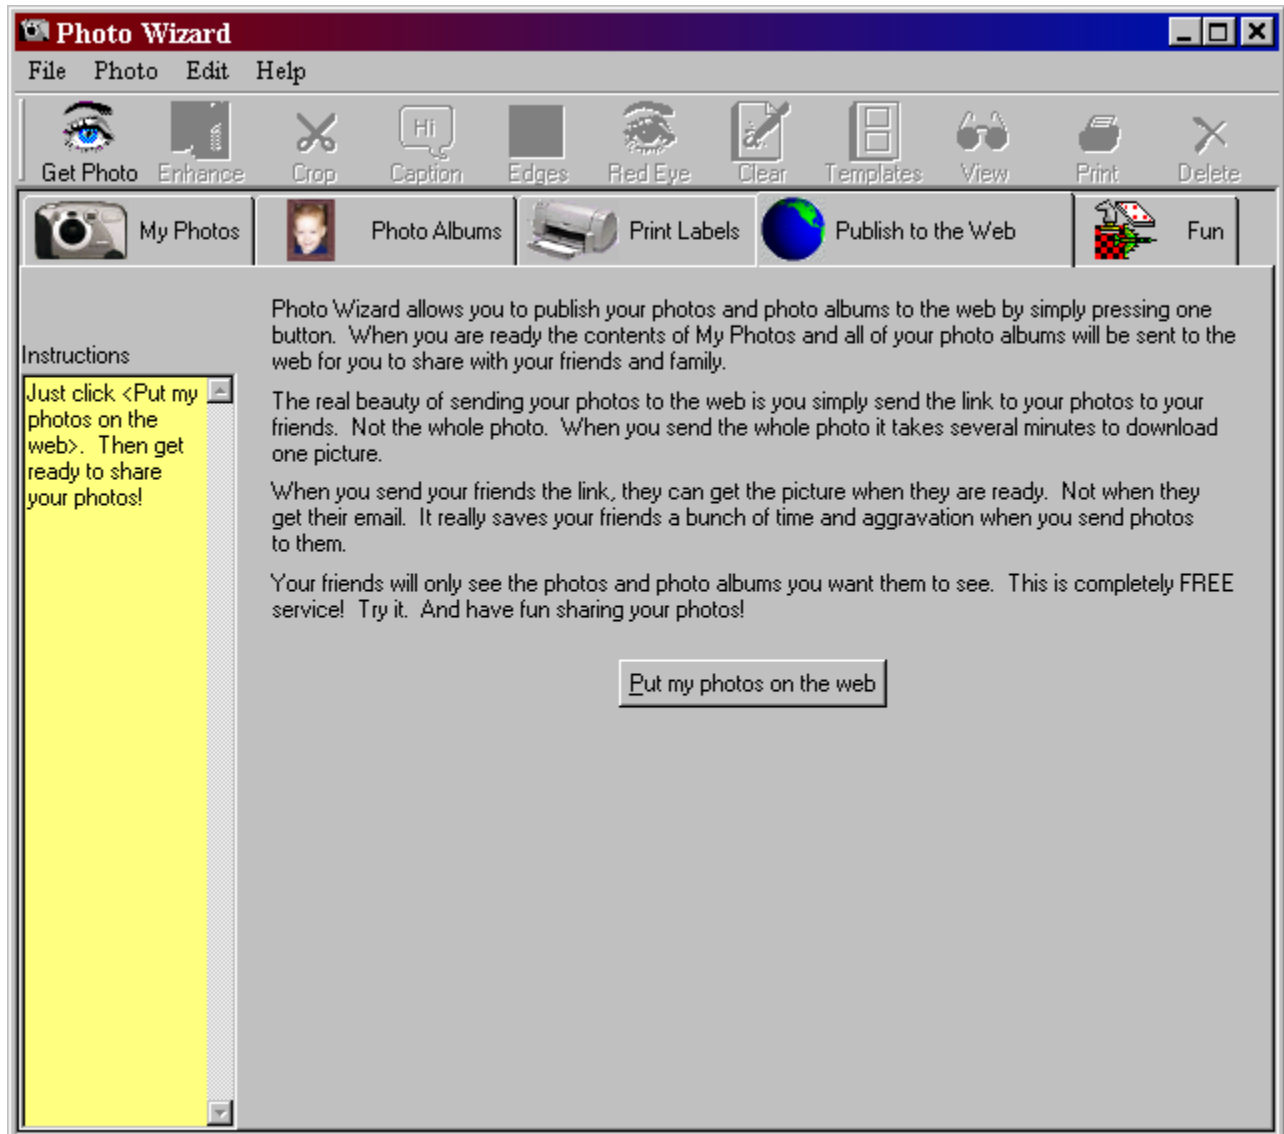 Photo Wizard
File Photo Edit Help
Hi
a
Get Photo Enhance Crop Caption Edges Red Eye Clear Templates View Print Delete
My Photos Photo Albums Print Labels Publish to the Web Fun
Instructions
Just click <Put my
photos on the
web>. Then get
ready to share
your photos!
Photo Wizard allows you to publish your photos and photo albums to the web by simply pressing one
button. When you are ready the contents of My Photos and all of your photo albums will be sent to the
web for you to share with your friends and family.
The real beauty of sending your photos to the web is you simply send the link to your photos to your
friends. Not the whole photo. When you send the whole photo it takes several minutes to download
one picture.
When you send your friends the link, they can get the picture when they are ready. Not when they
get their email. It really saves your friends a bunch of time and aggravation when you send photos
to them.
Your friends will only see the photos and photo albums you want them to see. This is completely FREE
service! Try it. And have fun sharing your photos!
Put my photos on the web